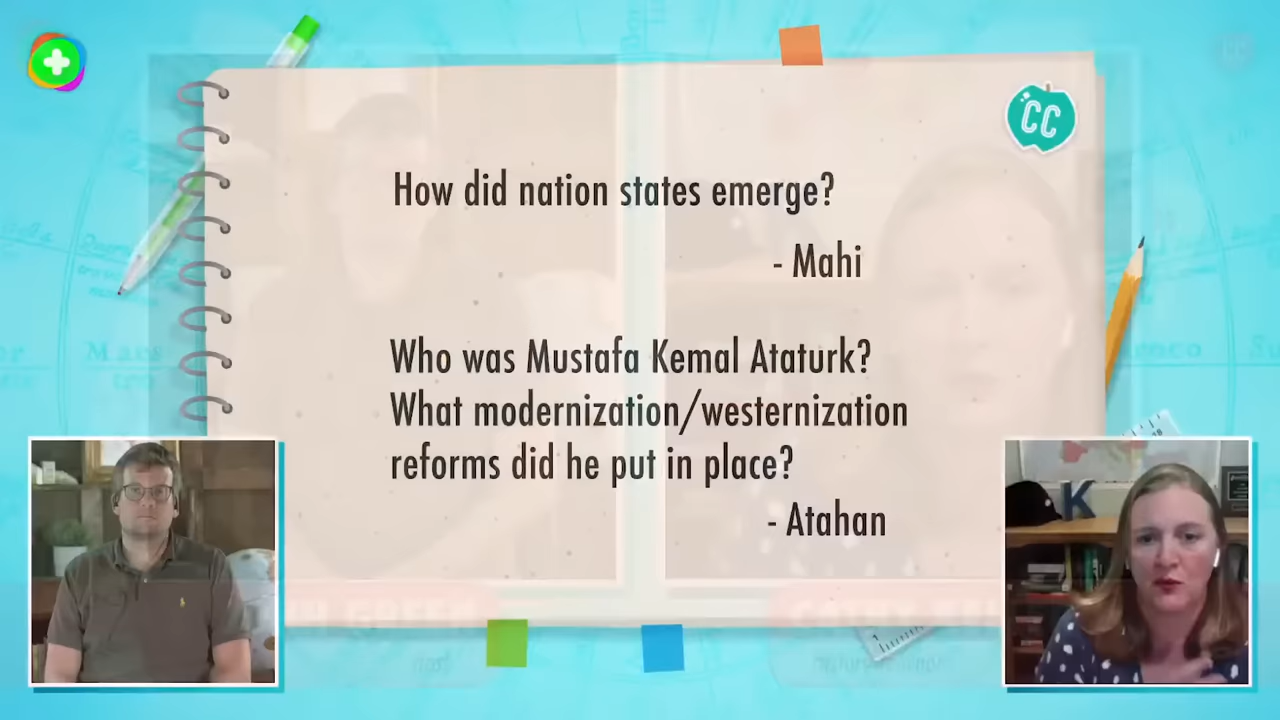 CC
How did nation states emerge?
- Mahi
Who was Mustafa Kemal Ataturk?
What modernization/westernization
reforms did he put in place?
- Atahan
K
GREEN